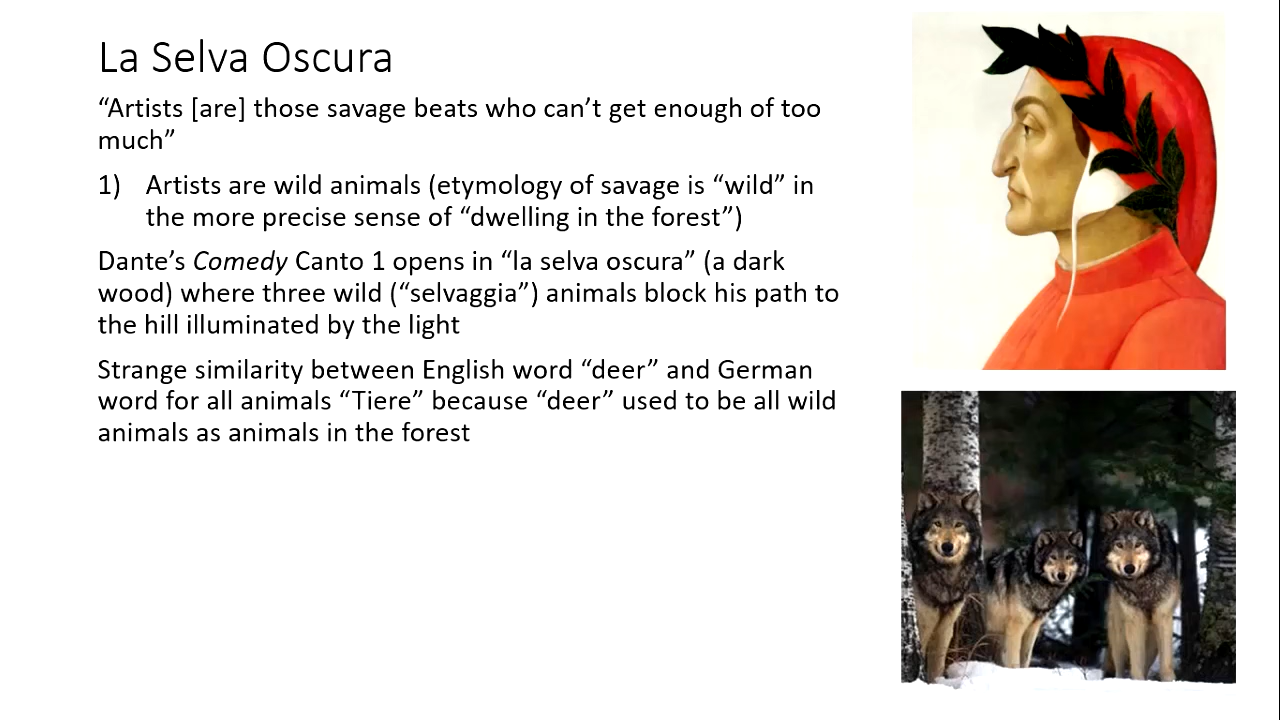 La Selva Oscura
“Artists [are] those savage beats who can’t get enough of too
much”
1) Artists are wild animals (etymology of savage is “wild” in
the more precise sense of “dwelling in the forest”)
Dante’s Comedy Canto 1 opens in “la selva oscura” (a dark
wood) where three wild (“selvaggia”) animals block his path to
the hill illuminated by the light
Strange similarity between English word “deer” and German
word for all animals “Tiere” because “deer” used to be all wild
animals as animals in the forest